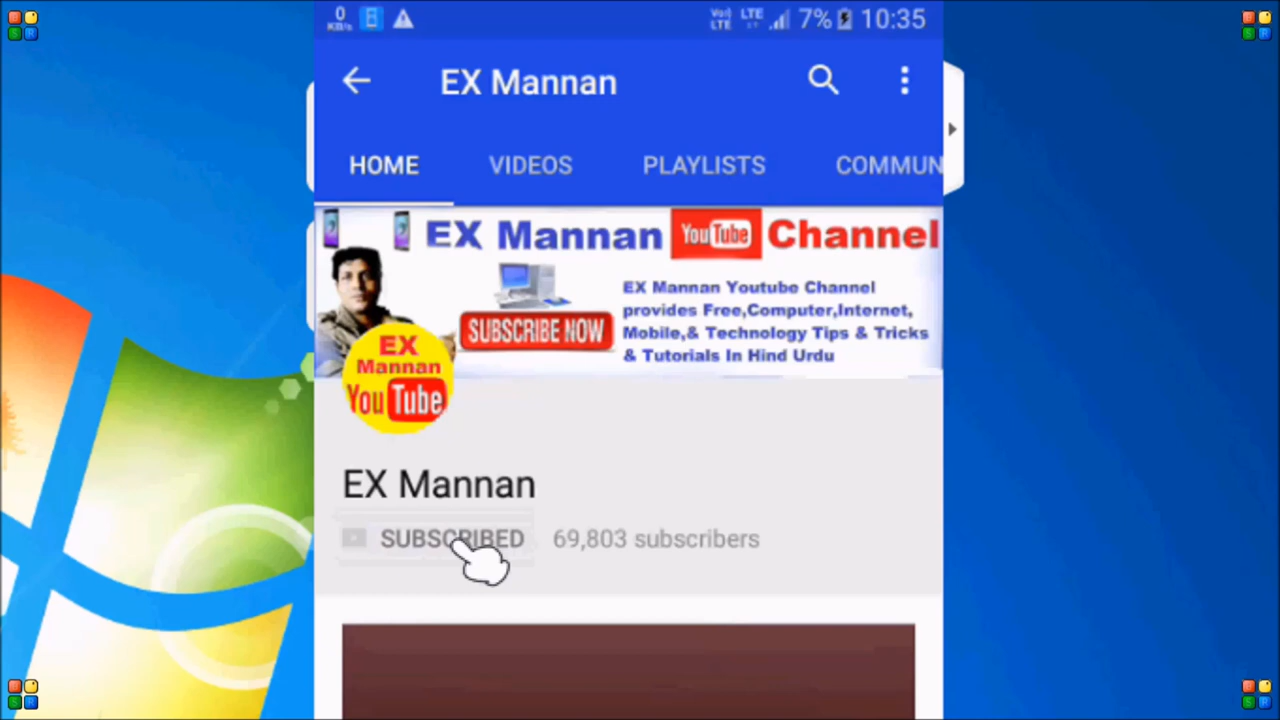 0
KB/s
Vo))
LTE
LTE
7%
10:35
EX Mannan
HOME
VIDEOS
PLAYLISTS
COMMUN
EX Mannan YouTube Channel
EX Mannan Youtube Channel
provides Free,Computer,Internet,
Mobile,& Technology Tips & Tricks
& Tutorials In Hind Urdu
SUBSCRIBE NOW
EX
Mannan
YouTube
EX Mannan
SUBSCRIBED
69,803 subscribers
S R
S R
S R
S R